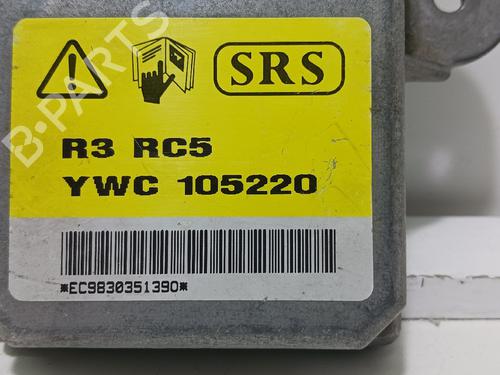 SRS
R3 RC5
YWC 105220
*EC9830351390*
B-PARTS